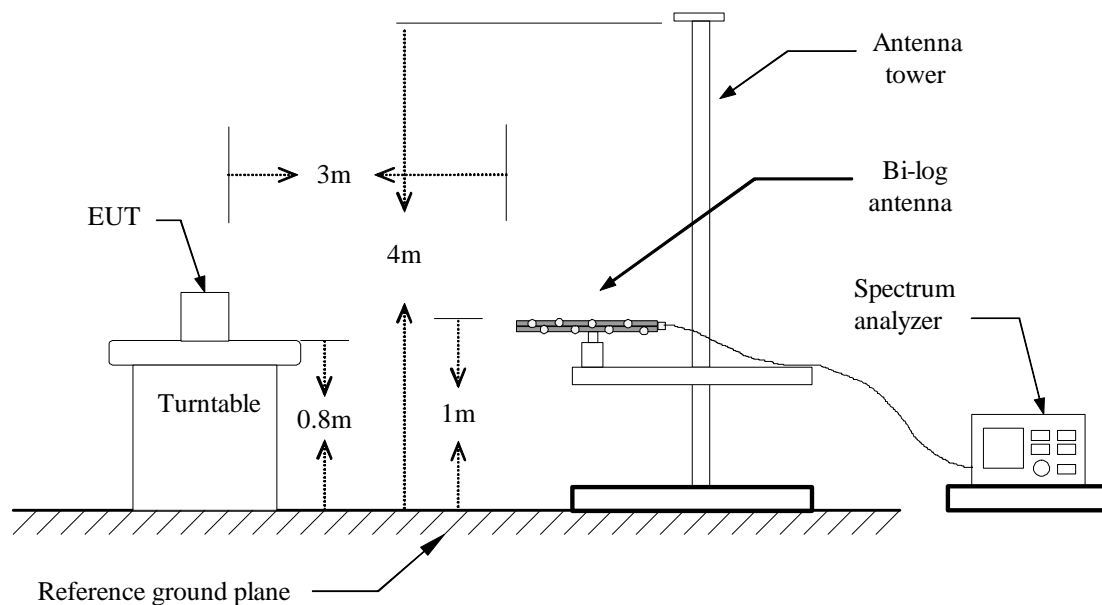 Antenna
tower
3m
Bi-log
antenna
EUT
4m
Spectrum
analyzer
Turntable
0.8m
1m
Reference ground plane